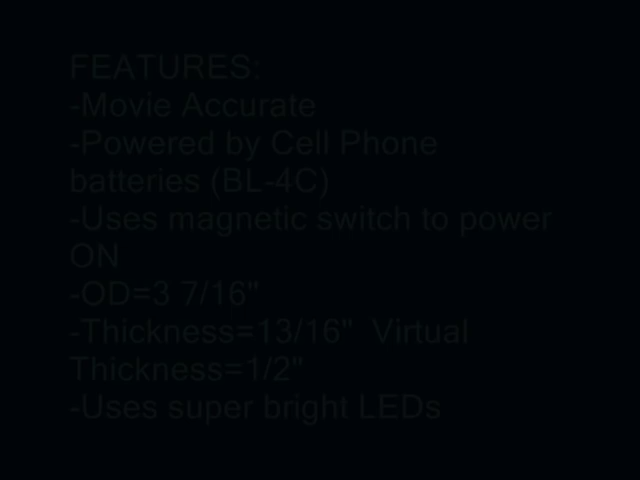 FEATURES:
-Movie Accurate
-Powered by Cell Phone
batteries (BL-4C)
-Uses magnetic switch to power
ON
-OD=3 7/16"
-Thickness=13/16"  Virtual
Thickness=1/2"
-Uses super bright LEDs